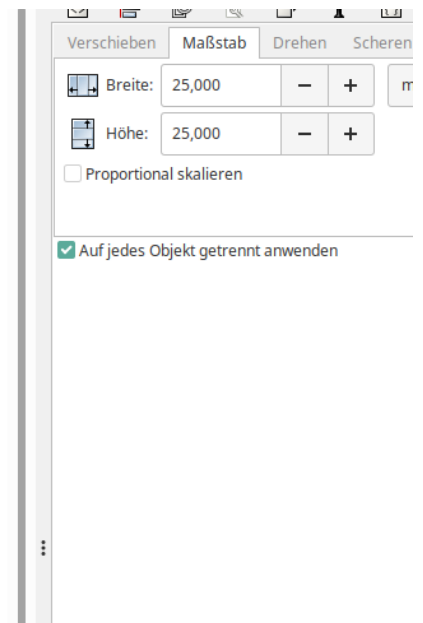 Verschieben Maßstab Drehen Scheren
Breite: 25,000 − + m
Höhe: 25,000 − +
Proportional skalieren
Auf jedes Objekt getrennt anwenden